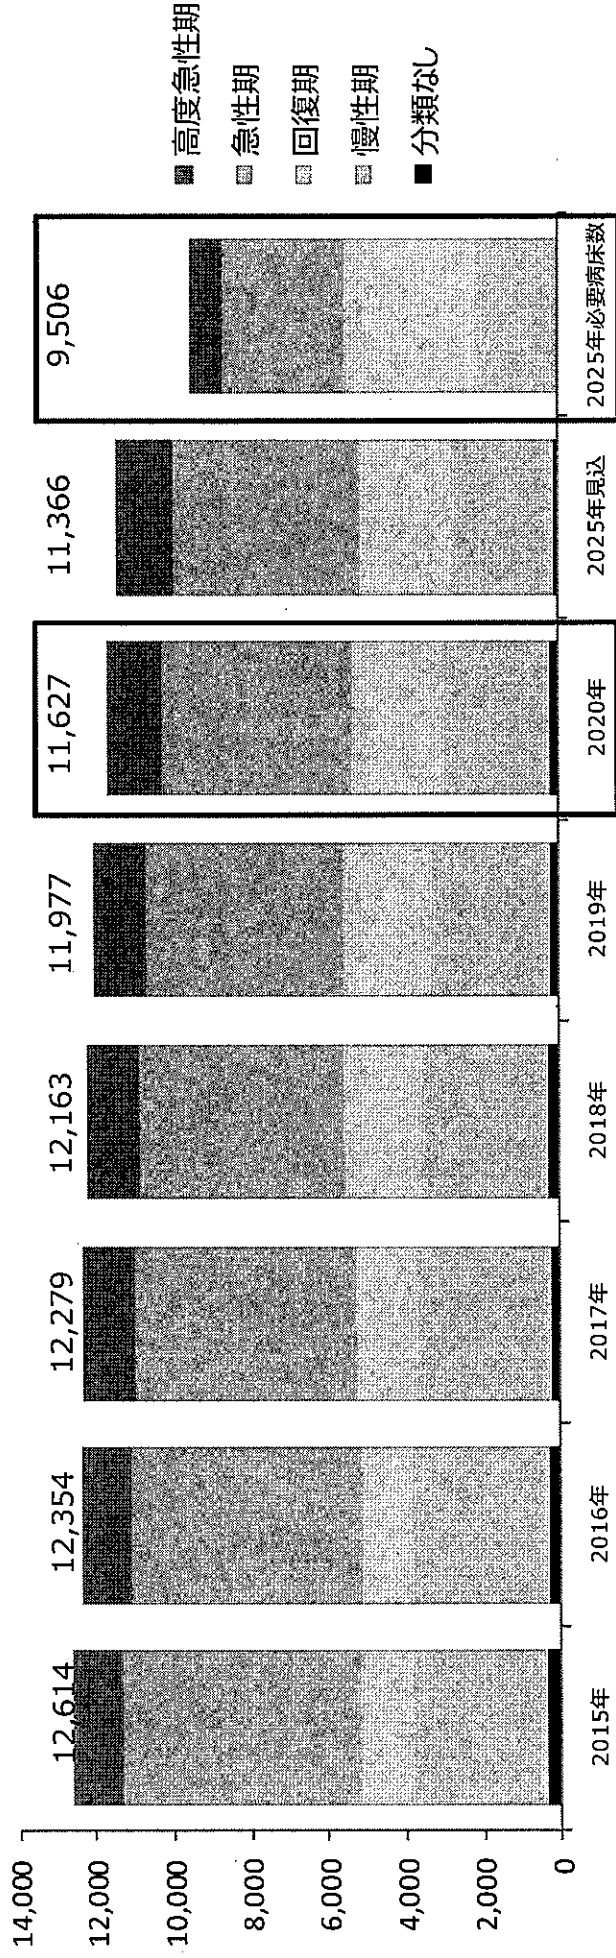 14,000
12,000
10,000
8,000
6,000
4,000
2,000
0
12,614
12,354
12,279
12,163
11,977
11,627
11,366
9,506
2015年
2016年
2017年
2018年
2019年
2020年
2025年見込
2025年必要病床数
高度急性期
急性期
回復期
慢性期
分類なし